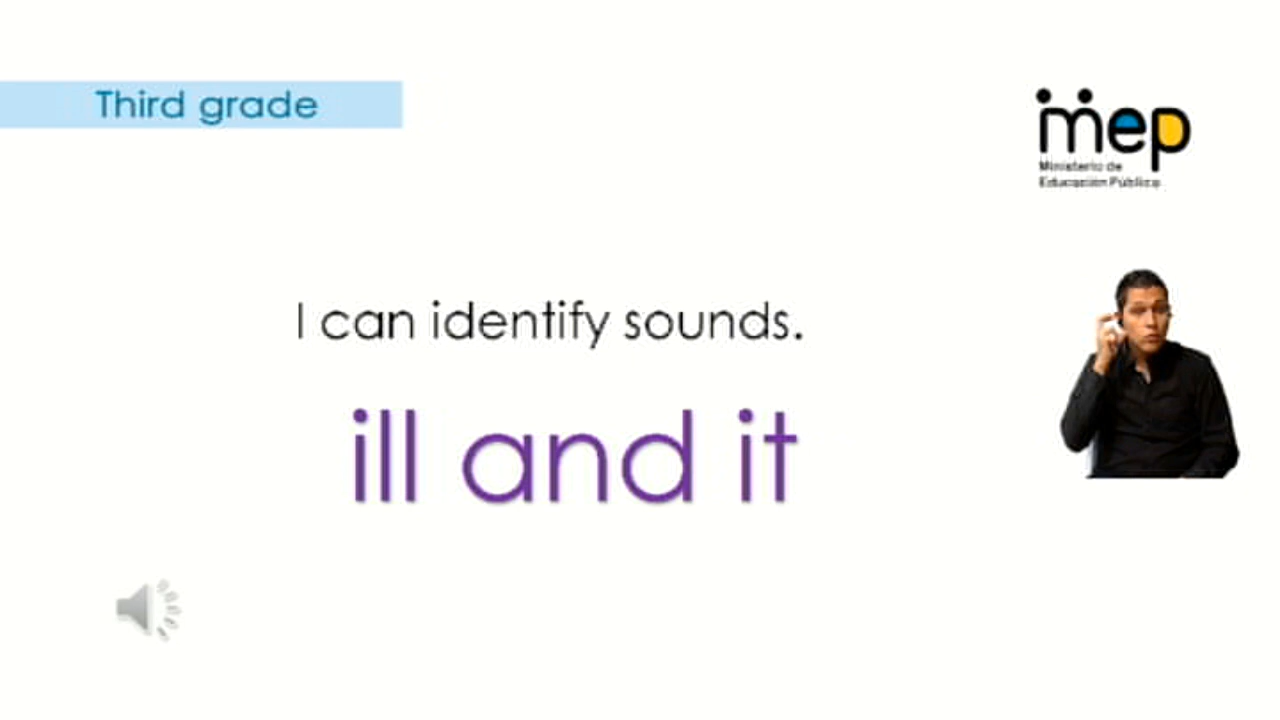 Third grade
mep
Ministerio de
Educación Pública
I can identify sounds.
ill and it